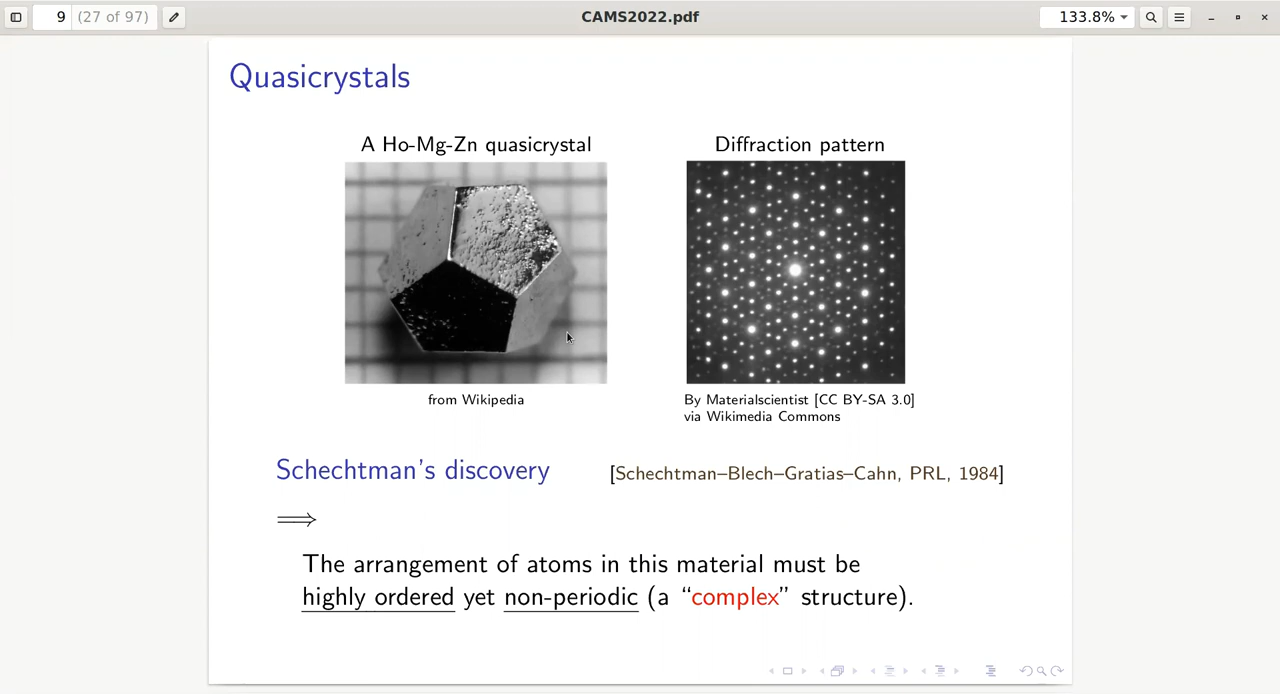 9 (27 of 97) CAMS2022.pdf 133.8%
Quasicrystals
A Ho-Mg-Zn quasicrystal
Diffraction pattern
from Wikipedia
By Materialscientist [CC BY-SA 3.0]
via Wikimedia Commons
Schechtman's discovery [Schechtman–Blech–Gratias–Cahn, PRL, 1984]
⟹
The arrangement of atoms in this material must be
highly ordered yet non-periodic (a “complex” structure).